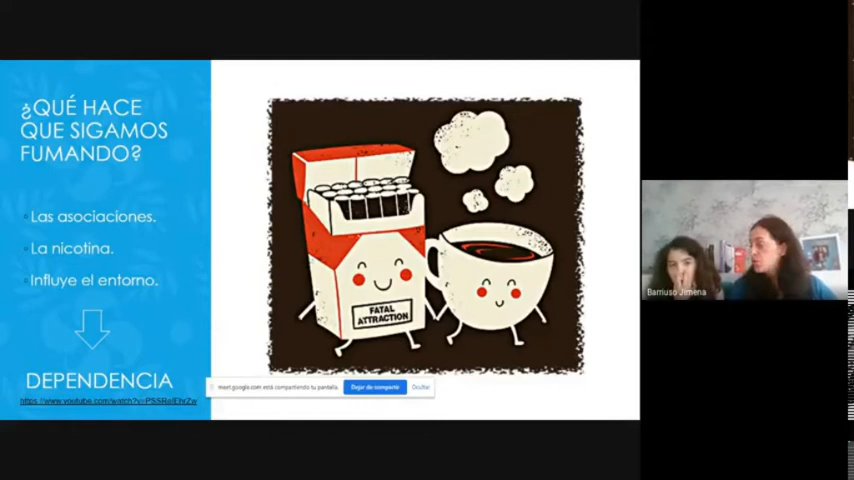 ¿QUÉ HACE
QUE SIGAMOS
FUMANDO?
Las asociaciones.
La nicotina.
Influye el entorno.
DEPENDENCIA
FATAL
ATTRACTION
meet.google.com está compartiendo tu pantalla.
Dejar de compartir
Ocultar
Barriuso Jimena